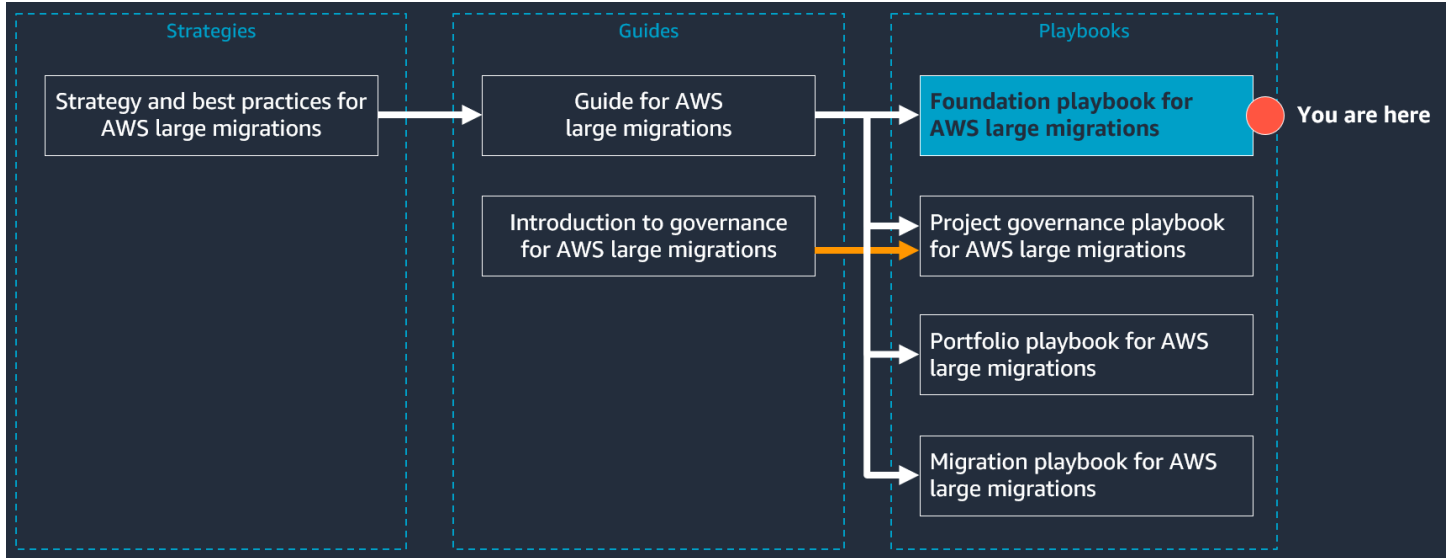 Strategies
Strategy and best practices for
AWS large migrations
Guides
Guide for AWS
large migrations
Introduction to governance
for AWS large migrations
Playbooks
Foundation playbook for
AWS large migrations
You are here
Project governance playbook
for AWS large migrations
Portfolio playbook for AWS
large migrations
Migration playbook for AWS
large migrations